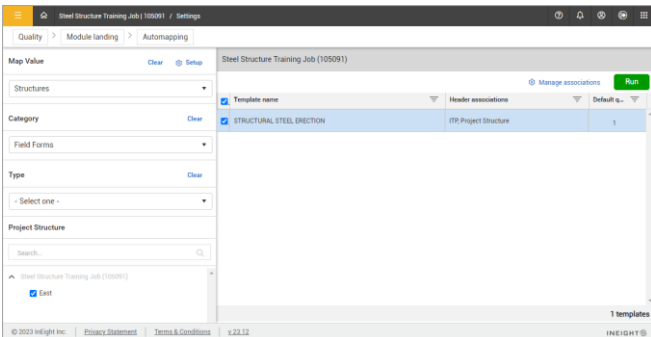 Steel Structure Training Job | 105091 / Settings
Quality > Module landing > Automapping
Map Value Clear Setup
Structures
Category Clear
Field Forms
Type Clear
- Select one -
Project Structure
Search...
Steel Structure Training Job (105091)
East
Steel Structure Training Job (105091)
Manage associations Run
Template name Header associations Default q...
STRUCTURAL STEEL ERECTION ITP, Project Structure 1
1 templates
© 2023 InEight Inc. | Privacy Statement | Terms & Conditions | v 23.12
INEIGHT